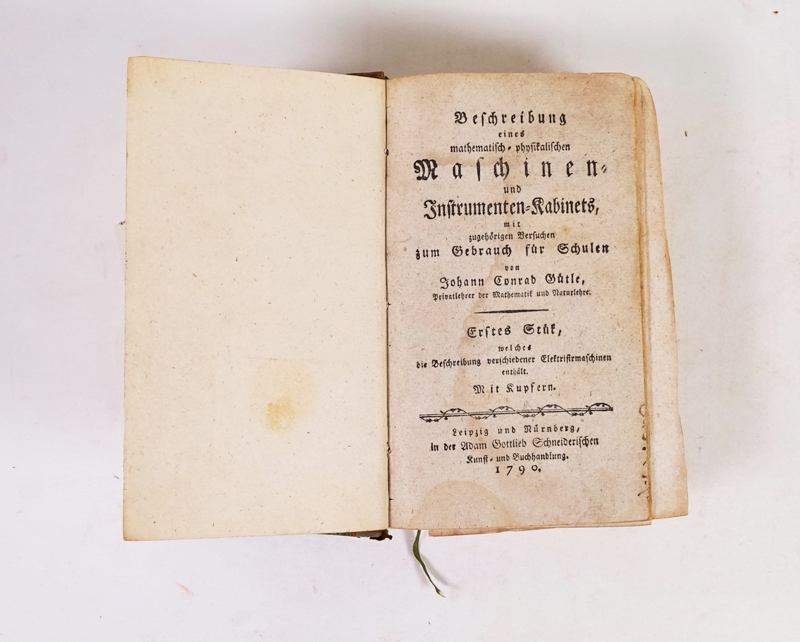 Beschreibung
eines
mathematisch-physikalischen
Maschinen-
und
Instrumenten-Kabinets,
mit
zugehörigen Versuchen
zum Gebrauch für Schulen
von
Johann Conrad Gütle,
Privatlehrer der Mathematik und Naturlehre.
Erstes Stük,
welches
die Beschreibung verschiedener Elektrisirmaschinen
enthält.
Mit Kupfern.
Leipzig und Nürnberg,
in der Adam Gottlieb Schneiderischen
Kunst- und Buchhandlung.
1790.